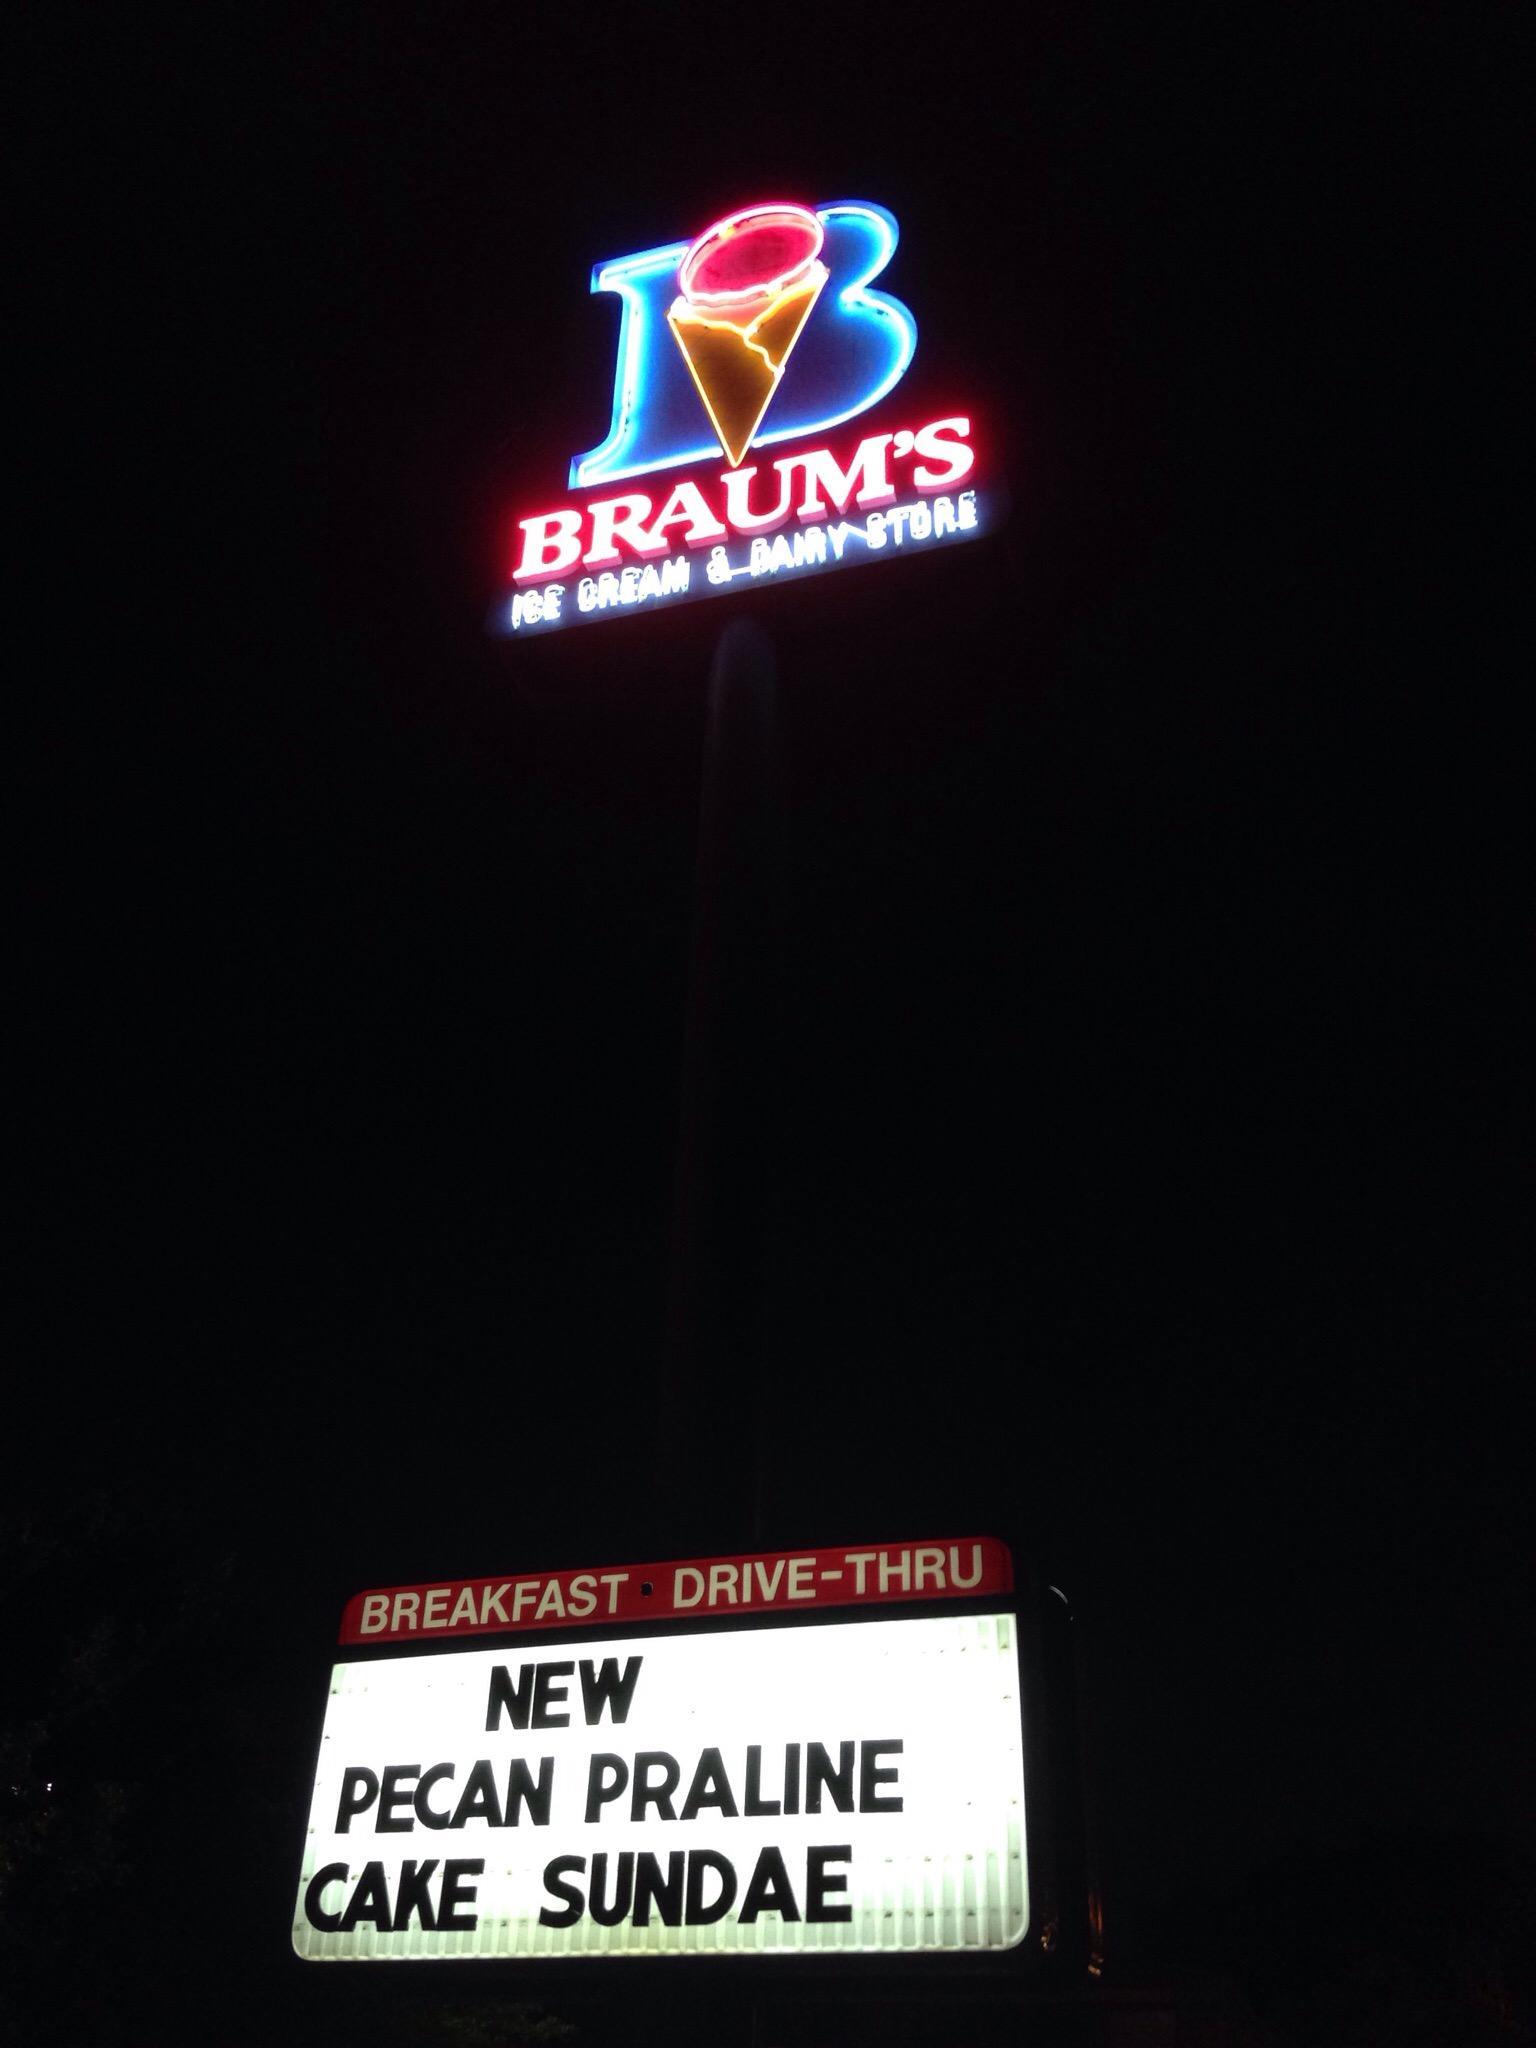 B
BRAUM'S
ICE CREAM & DAIRY STORE
BREAKFAST · DRIVE-THRU
NEW
PECAN PRALINE
CAKE SUNDAE